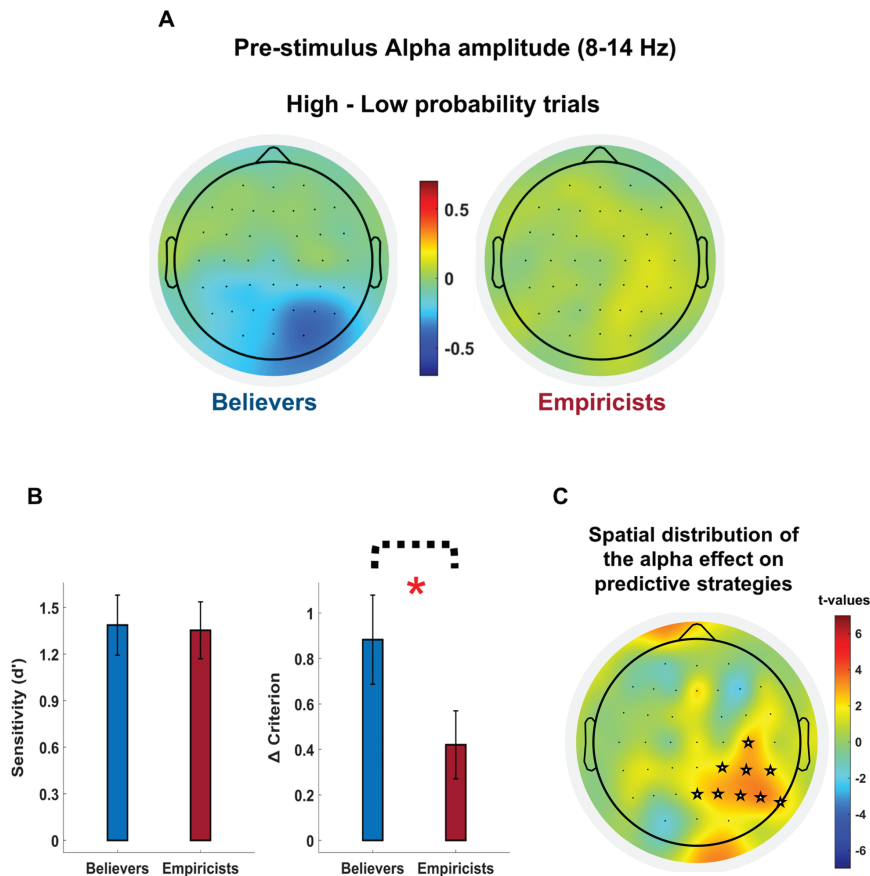 A
Pre-stimulus Alpha amplitude (8-14 Hz)
High - Low probability trials
0.5
0
-0.5
Believers
Empiricists
B
Sensitivity (d')
1.5
1.2
0.9
0.6
0.3
0
Believers
Empiricists
Δ Criterion
*
1
0.8
0.6
0.4
0.2
0
Believers
Empiricists
C
Spatial distribution of
the alpha effect on
predictive strategies
t-values
6
4
2
0
-2
-4
-6